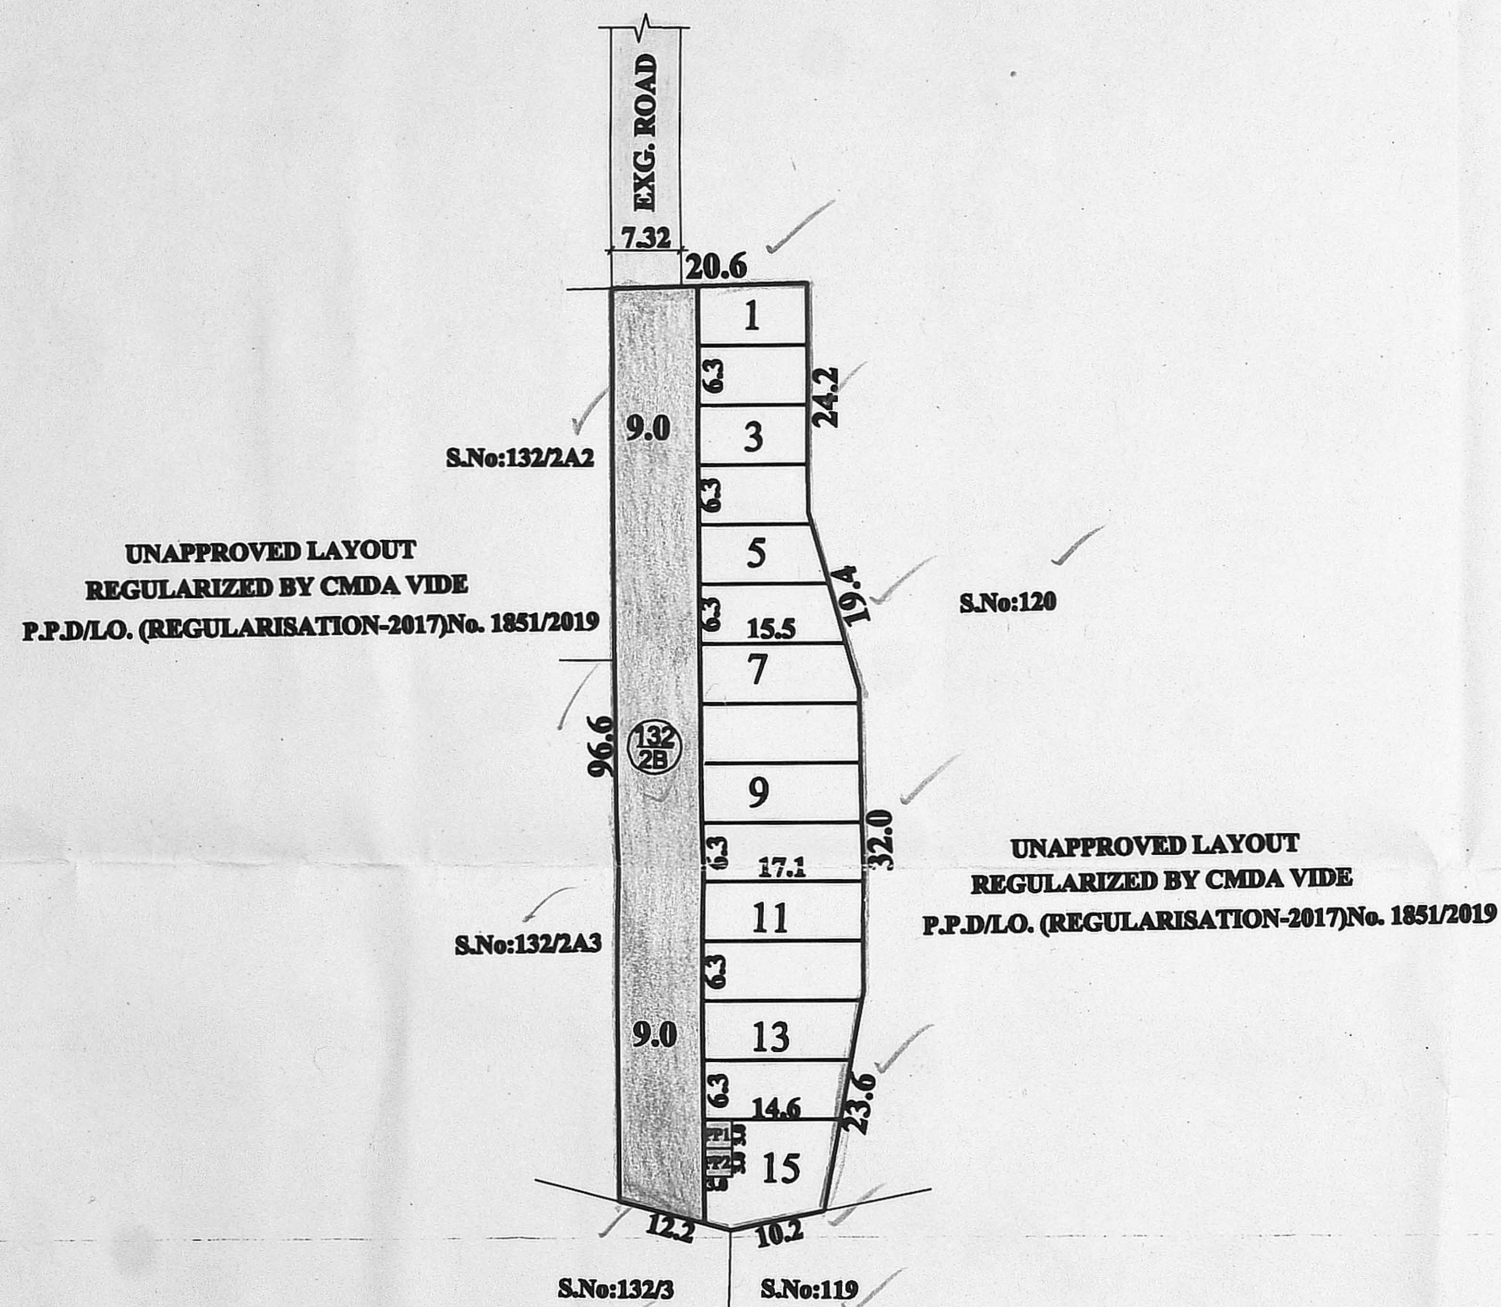 EXG. ROAD
7.32
20.6
1
6.3
24.2
9.0
3
S.No:132/2A2
6.3
UNAPPROVED LAYOUT
REGULARIZED BY CMDA VIDE
P.P.D/LO. (REGULARISATION-2017)No. 1851/2019
5
19.4
S.No:120
6.3
15.5
7
96.6
132
2B
9
32.0
6.3
17.1
UNAPPROVED LAYOUT
REGULARIZED BY CMDA VIDE
P.P.D/LO. (REGULARISATION-2017)No. 1851/2019
11
S.No:132/2A3
6.3
9.0
13
6.3
14.6
23.6
PP1
PP2
15
12.2
10.2
S.No:132/3
S.No:119